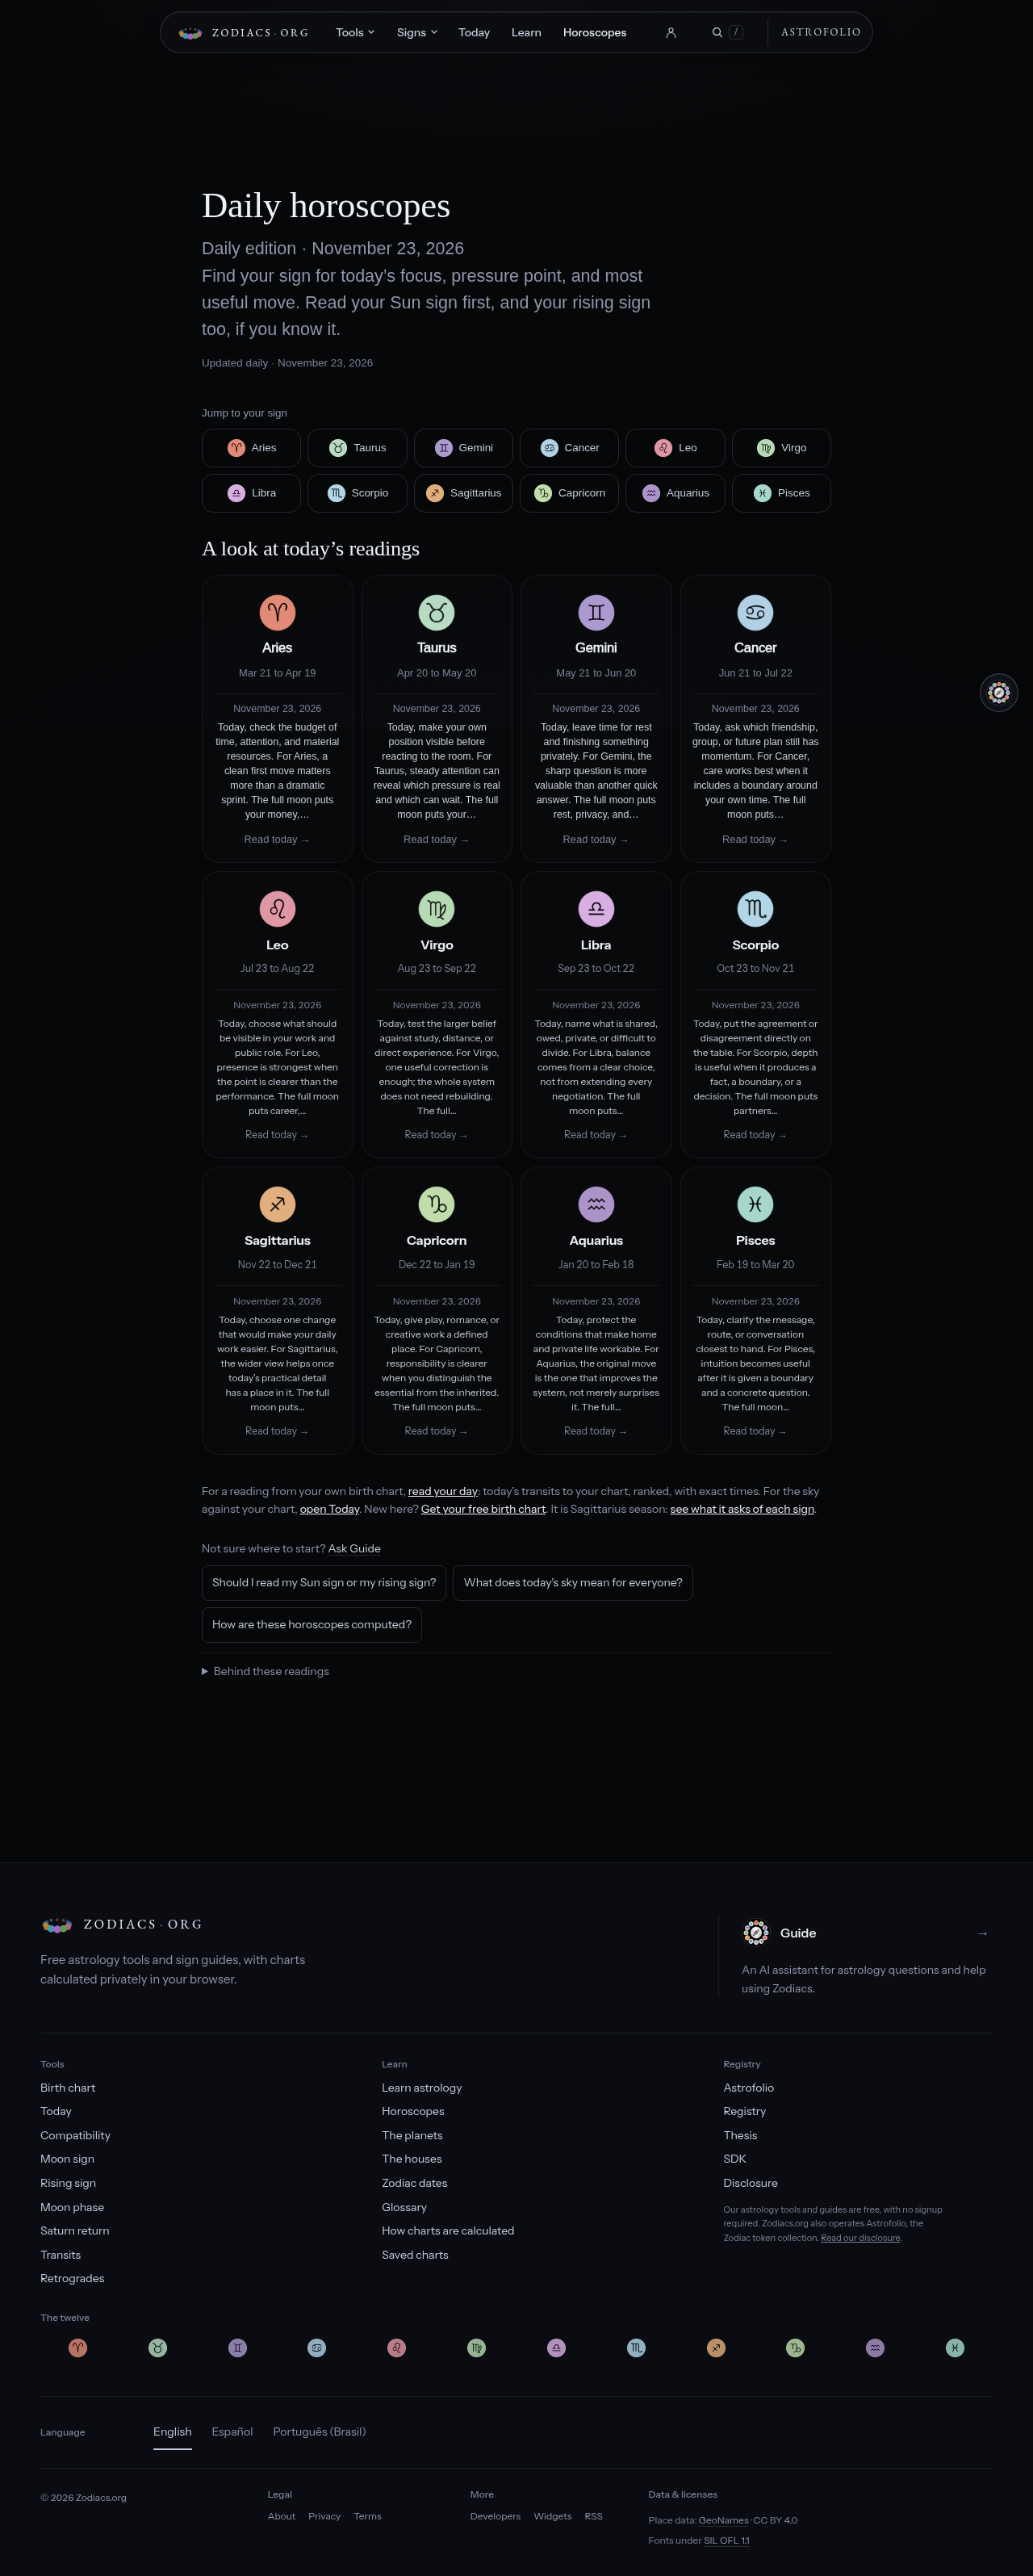 ZODIACS·ORG Tools Signs Today Learn Horoscopes / ASTROFOLIO
Daily horoscopes
Daily edition · November 23, 2026
Find your sign for today’s focus, pressure point, and most
useful move. Read your Sun sign first, and your rising sign
too, if you know it.
Updated daily · November 23, 2026
Jump to your sign
Aries Taurus Gemini Cancer Leo Virgo
Libra Scorpio Sagittarius Capricorn Aquarius Pisces
A look at today’s readings
Aries
Mar 21 to Apr 19
November 23, 2026
Today, check the budget of
time, attention, and material
resources. For Aries, a
clean first move matters
more than a dramatic
sprint. The full moon puts
your money,…
Read today →
Taurus
Apr 20 to May 20
November 23, 2026
Today, make your own
position visible before
reacting to the room. For
Taurus, steady attention can
reveal which pressure is real
and which can wait. The full
moon puts your…
Read today →
Gemini
May 21 to Jun 20
November 23, 2026
Today, leave time for rest
and finishing something
privately. For Gemini, the
sharp question is more
valuable than another quick
answer. The full moon puts
rest, privacy, and…
Read today →
Cancer
Jun 21 to Jul 22
November 23, 2026
Today, ask which friendship,
group, or future plan still has
momentum. For Cancer,
care works best when it
includes a boundary around
your own time. The full
moon puts…
Read today →
Leo
Jul 23 to Aug 22
November 23, 2026
Today, choose what should
be visible in your work and
public role. For Leo,
presence is strongest when
the point is clearer than the
performance. The full moon
puts career,…
Read today →
Virgo
Aug 23 to Sep 22
November 23, 2026
Today, test the larger belief
against study, distance, or
direct experience. For Virgo,
one useful correction is
enough; the whole system
does not need rebuilding.
The full…
Read today →
Libra
Sep 23 to Oct 22
November 23, 2026
Today, name what is shared,
owed, private, or difficult to
divide. For Libra, balance
comes from a clear choice,
not from extending every
negotiation. The full
moon puts…
Read today →
Scorpio
Oct 23 to Nov 21
November 23, 2026
Today, put the agreement or
disagreement directly on
the table. For Scorpio, depth
is useful when it produces a
fact, a boundary, or a
decision. The full moon puts
partners…
Read today →
Sagittarius
Nov 22 to Dec 21
November 23, 2026
Today, choose one change
that would make your daily
work easier. For Sagittarius,
the wider view helps once
today’s practical detail
has a place in it. The full
moon puts…
Read today →
Capricorn
Dec 22 to Jan 19
November 23, 2026
Today, give play, romance, or
creative work a defined
place. For Capricorn,
responsibility is clearer
when you distinguish the
essential from the inherited.
The full moon puts…
Read today →
Aquarius
Jan 20 to Feb 18
November 23, 2026
Today, protect the
conditions that make home
and private life workable. For
Aquarius, the original move
is the one that improves the
system, not merely surprises
it. The full…
Read today →
Pisces
Feb 19 to Mar 20
November 23, 2026
Today, clarify the message,
route, or conversation
closest to hand. For Pisces,
intuition becomes useful
after it is given a boundary
and a concrete question.
The full moon…
Read today →
For a reading from your own birth chart, read your day: today’s transits to your chart, ranked, with exact times. For the sky
against your chart, open Today. New here? Get your free birth chart. It is Sagittarius season: see what it asks of each sign.
Not sure where to start? Ask Guide
Should I read my Sun sign or my rising sign? What does today’s sky mean for everyone?
How are these horoscopes computed?
Behind these readings
ZODIACS·ORG
Free astrology tools and sign guides, with charts
calculated privately in your browser.
Guide →
An AI assistant for astrology questions and help
using Zodiacs.
Tools
Birth chart
Today
Compatibility
Moon sign
Rising sign
Moon phase
Saturn return
Transits
Retrogrades
Learn
Learn astrology
Horoscopes
The planets
The houses
Zodiac dates
Glossary
How charts are calculated
Saved charts
Registry
Astrofolio
Registry
Thesis
SDK
Disclosure
Our astrology tools and guides are free, with no signup
required. Zodiacs.org also operates Astrofolio, the
Zodiac token collection. Read our disclosure.
The twelve
Language English Español Português (Brasil)
© 2026 Zodiacs.org
Legal
About Privacy Terms
More
Developers Widgets RSS
Data & licenses
Place data: GeoNames · CC BY 4.0
Fonts under SIL OFL 1.1